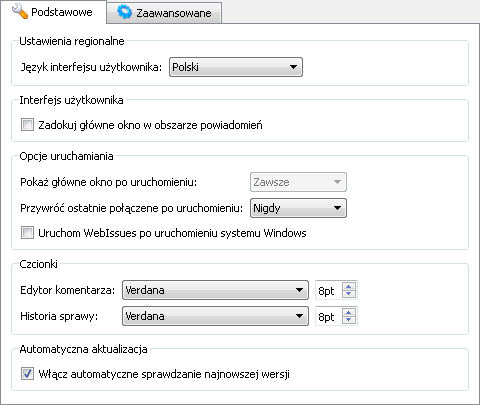 Podstawowe Zaawansowane
Ustawienia regionalne
Język interfejsu użytkownika: Polski
Interfejs użytkownika
Zadokuj główne okno w obszarze powiadomień
Opcje uruchamiania
Pokaż główne okno po uruchomieniu: Zawsze
Przywróć ostatnie połączene po uruchomieniu: Nigdy
Uruchom WebIssues po uruchomieniu systemu Windows
Czcionki
Edytor komentarza: Verdana 8pt
Historia sprawy: Verdana 8pt
Automatyczna aktualizacja
Włącz automatyczne sprawdzanie najnowszej wersji